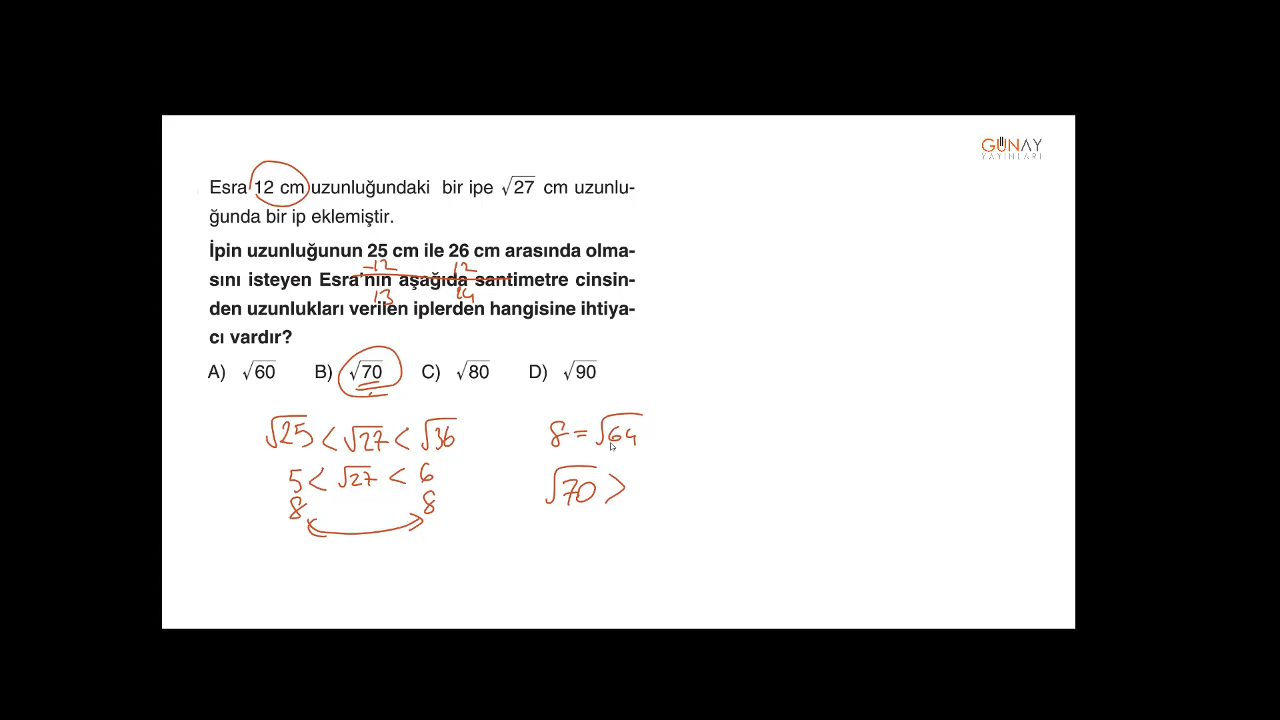 GÜNAY
YAYINLARI
Esra 12 cm uzunluğundaki bir ipe √27 cm uzunlu-
ğunda bir ip eklemiştir.
İpin uzunluğunun 25 cm ile 26 cm arasında olma-
-12 12
sını isteyen Esra'nın aşağıda santimetre cinsin-
13 14
den uzunlukları verilen iplerden hangisine ihtiya-
cı vardır?
A) √60 B) √70 C) √80 D) √90
√25 < √27 < √36 8 = √64
5 < √27 < 6 √70 >
8 8